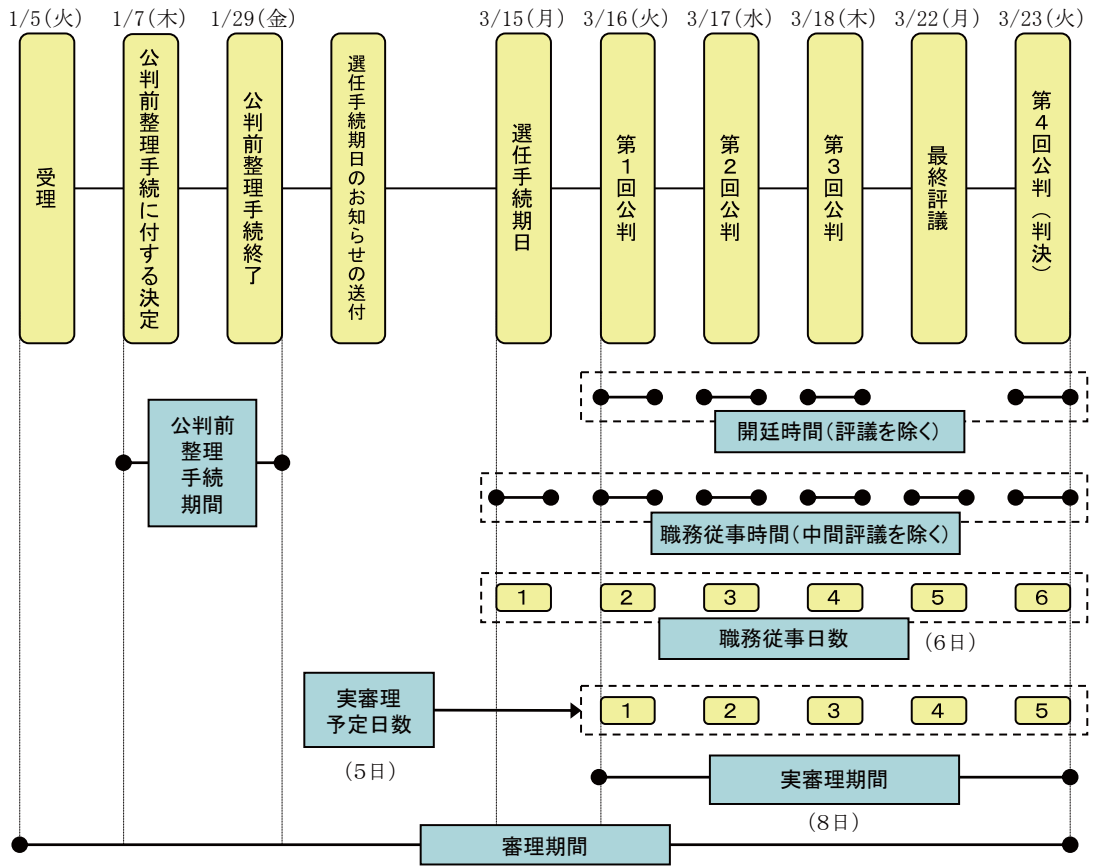 1/5(火)
1/7(木)
1/29(金)
3/15(月)
3/16(火)
3/17(水)
3/18(木)
3/22(月)
3/23(火)
受理
公判前整理手続に付する決定
公判前整理手続終了
選任手続期日のお知らせの送付
選任手続期日
第1回公判
第2回公判
第3回公判
最終評議
第4回公判(判決)
開廷時間(評議を除く)
公判前
整理
手続
期間
職務従事時間(中間評議を除く)
1
2
3
4
5
6
職務従事日数
(6日)
実審理
予定日数
(5日)
1
2
3
4
5
実審理期間
(8日)
審理期間